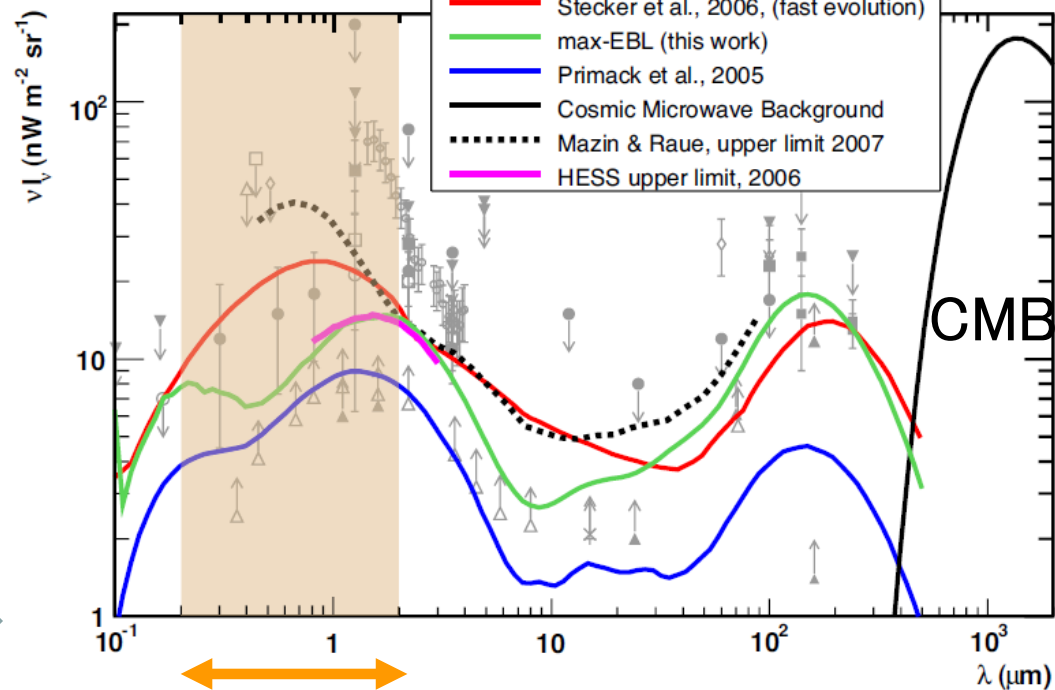 Stecker et al., 2006, (fast evolution)
max-EBL (this work)
Primack et al., 2005
Cosmic Microwave Background
Mazin & Raue, upper limit 2007
HESS upper limit, 2006
ν Iν (nW m⁻² sr⁻¹)
10²
10
1
CMB
10⁻¹ 1 10 10² 10³
λ (μm)